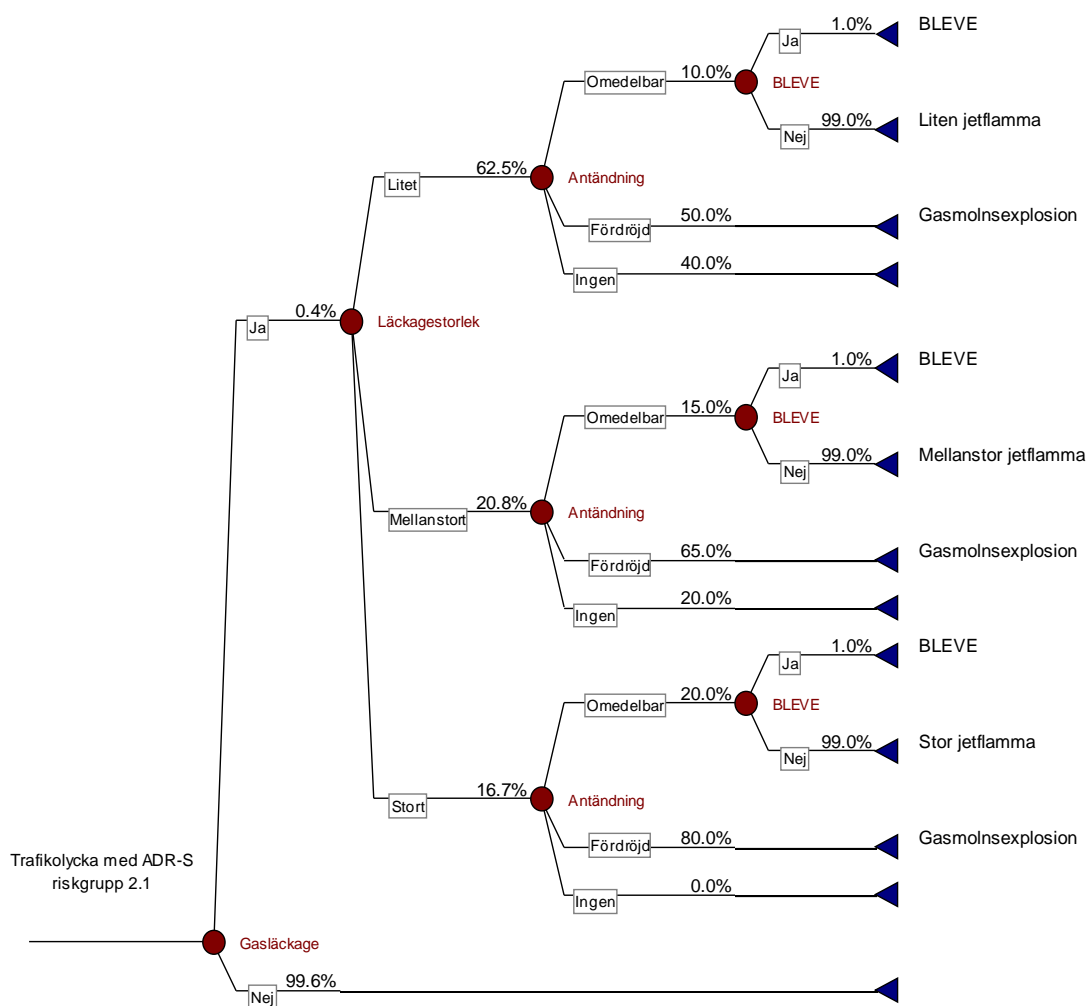 1.0%
BLEVE
Ja
Omedelbar
10.0%
BLEVE
99.0%
Liten jetflamma
Nej
62.5%
Litet
Antändning
50.0%
Gasmolnsexplosion
Fördröjd
40.0%
Ingen
0.4%
Ja
Läckagestorlek
1.0%
BLEVE
Ja
Omedelbar
15.0%
BLEVE
99.0%
Mellanstor jetflamma
Nej
20.8%
Mellanstort
Antändning
65.0%
Gasmolnsexplosion
Fördröjd
20.0%
Ingen
1.0%
BLEVE
Ja
Omedelbar
20.0%
BLEVE
99.0%
Stor jetflamma
Nej
16.7%
Stort
Antändning
80.0%
Gasmolnsexplosion
Fördröjd
0.0%
Ingen
Trafikolycka med ADR-S
riskgrupp 2.1
Gasläckage
99.6%
Nej